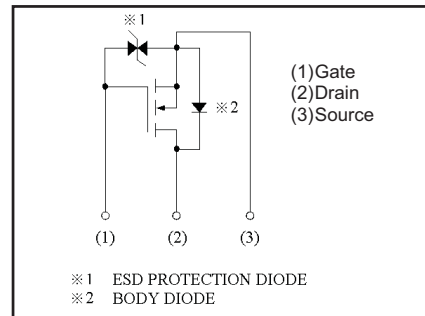 ※1
(1)Gate
(2)Drain
(3)Source
※2
(1) (2) (3)
※1 ESD PROTECTION DIODE
※2 BODY DIODE